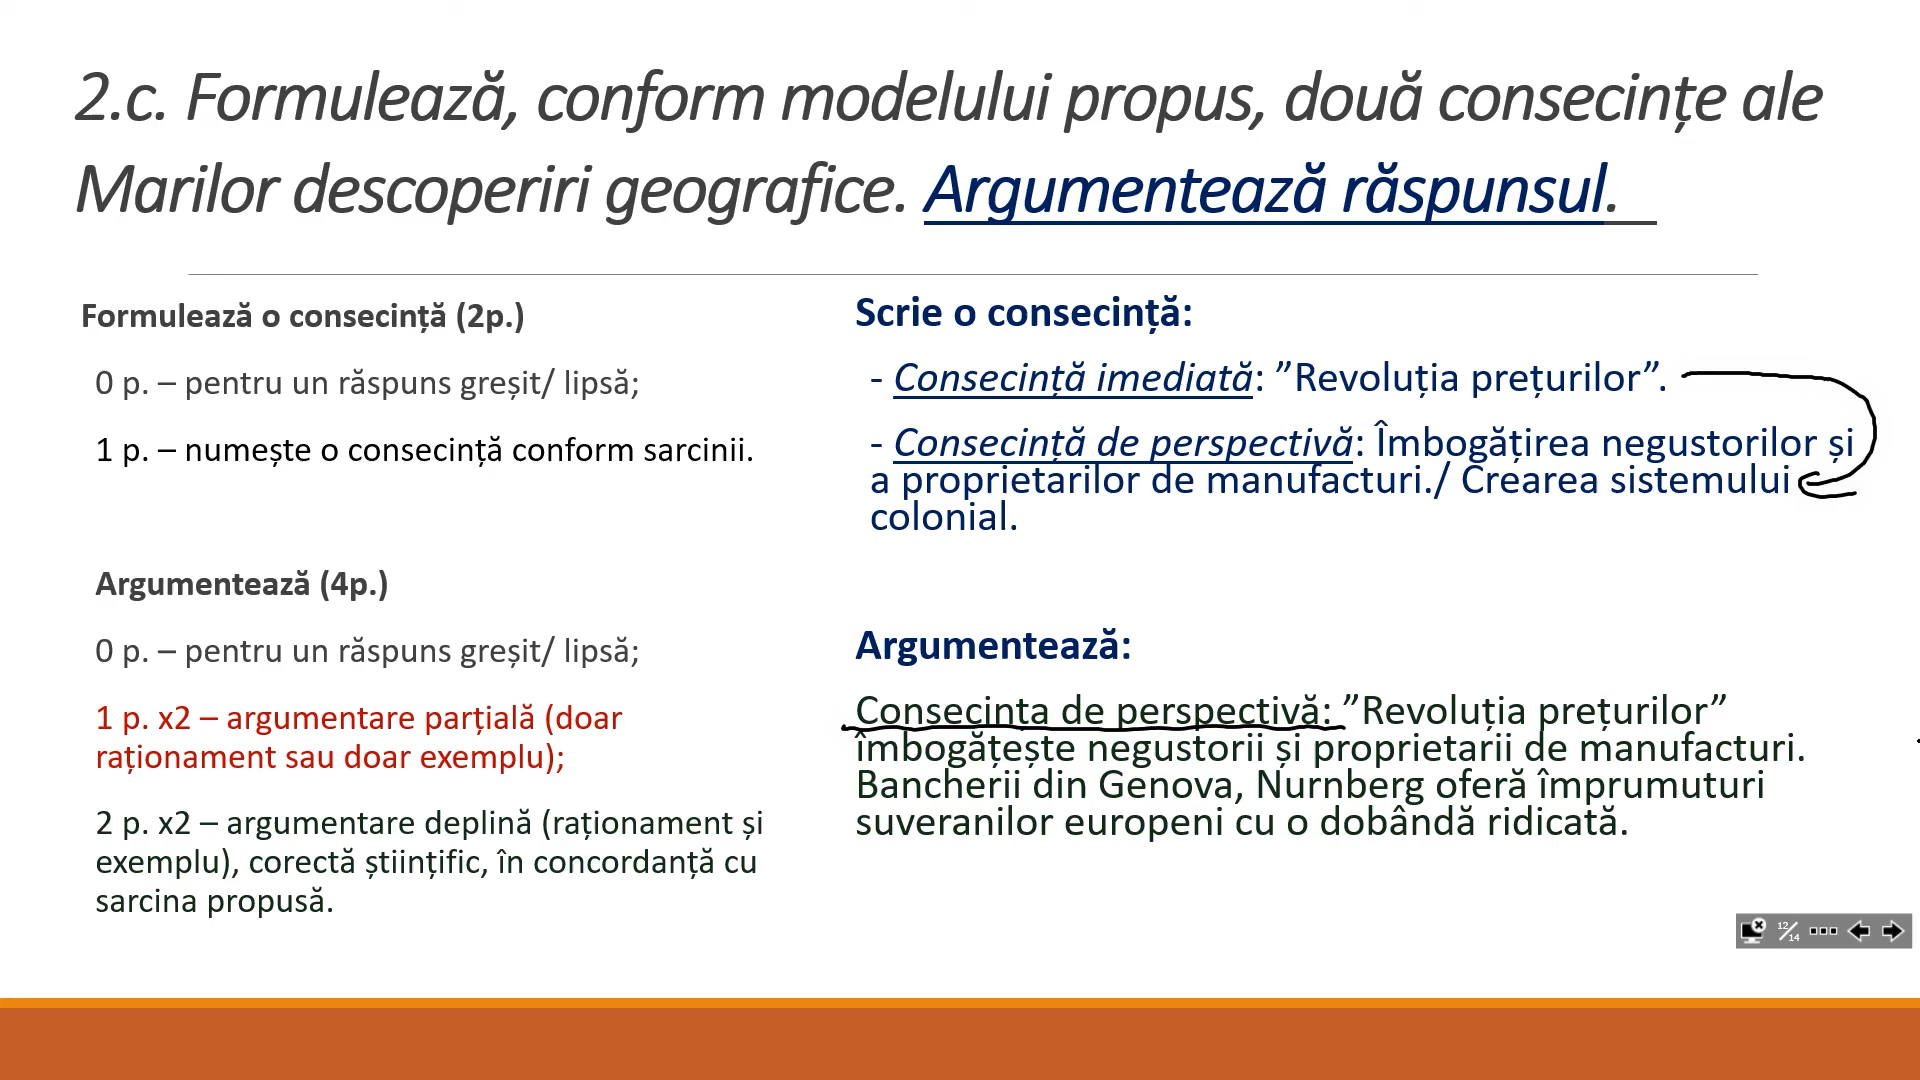 2.c. Formulează, conform modelului propus, două consecințe ale
Marilor descoperiri geografice. Argumentează răspunsul.
Formulează o consecință (2p.)
0 p. – pentru un răspuns greșit/ lipsă;
1 p. – numește o consecință conform sarcinii.
Argumentează (4p.)
0 p. – pentru un răspuns greșit/ lipsă;
1 p. x2 – argumentare parțială (doar
raționament sau doar exemplu);
2 p. x2 – argumentare deplină (raționament și
exemplu), corectă științific, în concordanță cu
sarcina propusă.
Scrie o consecință:
- Consecință imediată: ”Revoluția prețurilor”.
- Consecință de perspectivă: Îmbogățirea negustorilor și
a proprietarilor de manufacturi./ Crearea sistemului
colonial.
Argumentează:
Consecința de perspectivă: ”Revoluția prețurilor”
îmbogățește negustorii și proprietarii de manufacturi.
Bancherii din Genova, Nurnberg oferă împrumuturi
suveranilor europeni cu o dobândă ridicată.
12/14